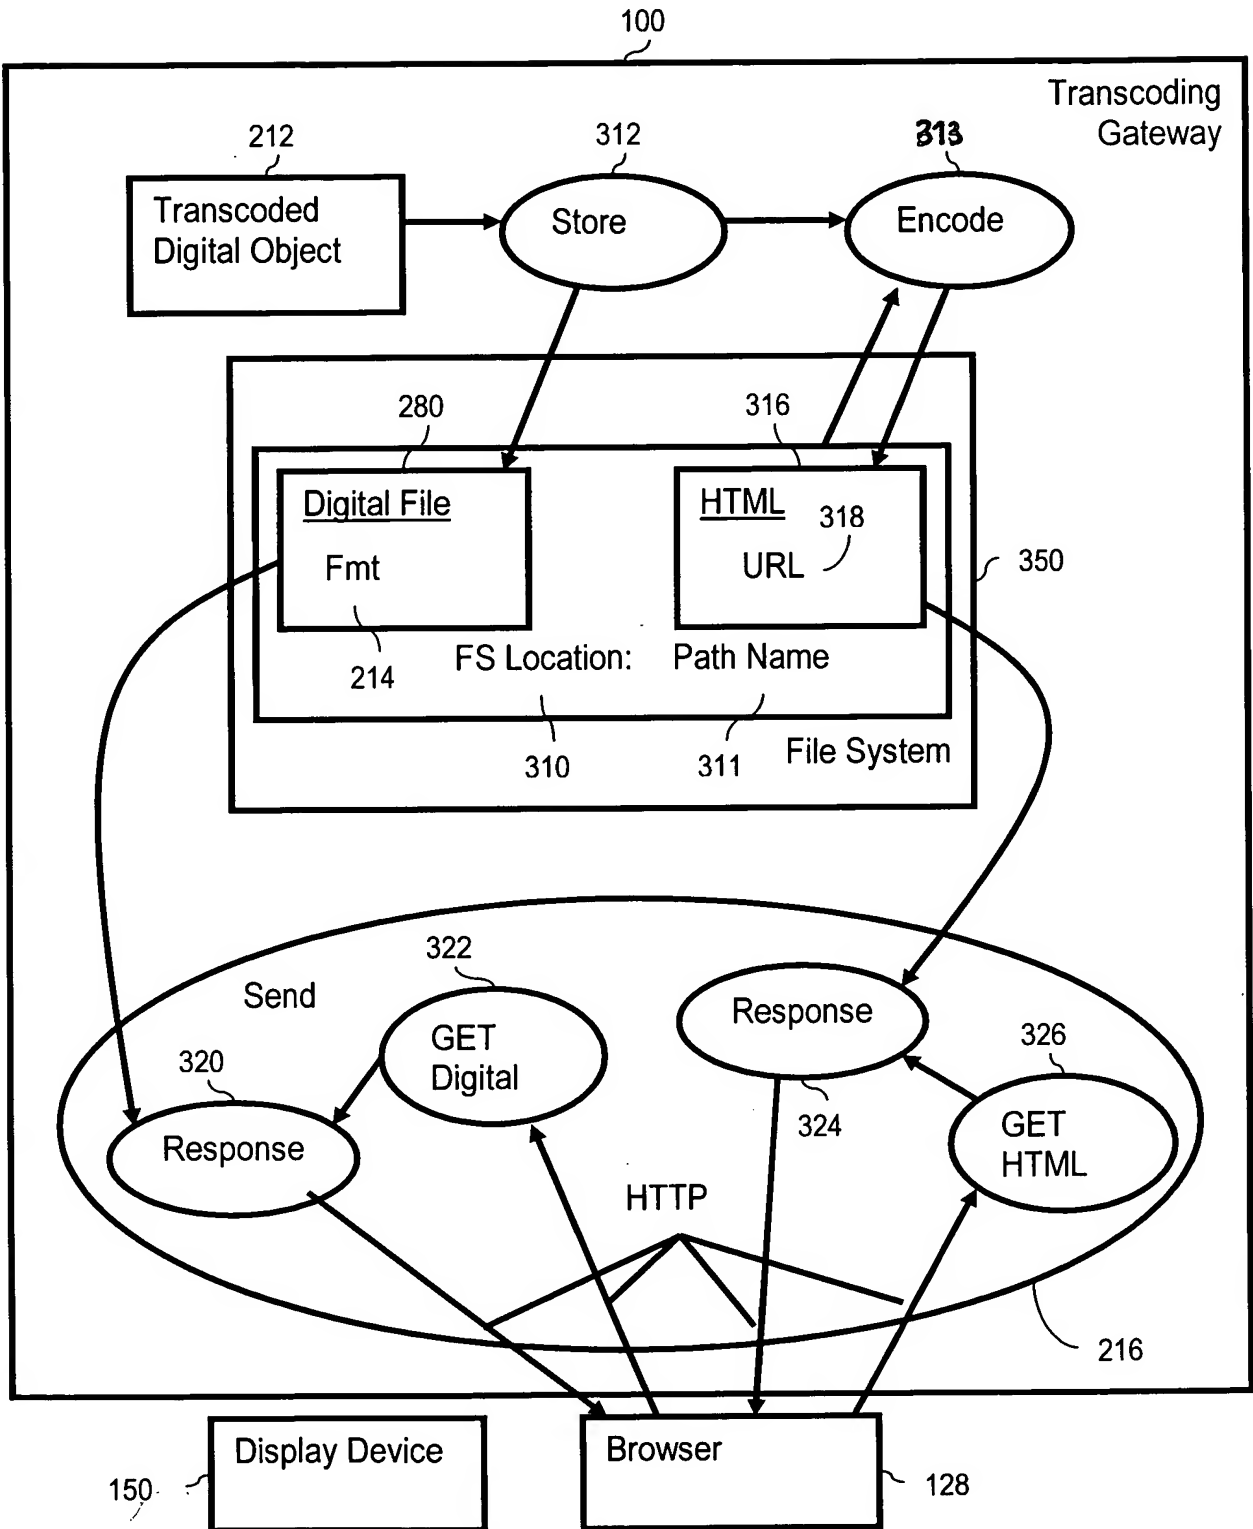 100
Transcoding
Gateway
212
312
313
Transcoded
Digital Object
Store
Encode
280
316
Digital File
HTML
318
Fmt
URL
350
214
FS Location: Path Name
310
311
File System
322
Send
Response
326
320
GET
Digital
324
GET
HTML
Response
HTTP
216
Display Device
Browser
150
128